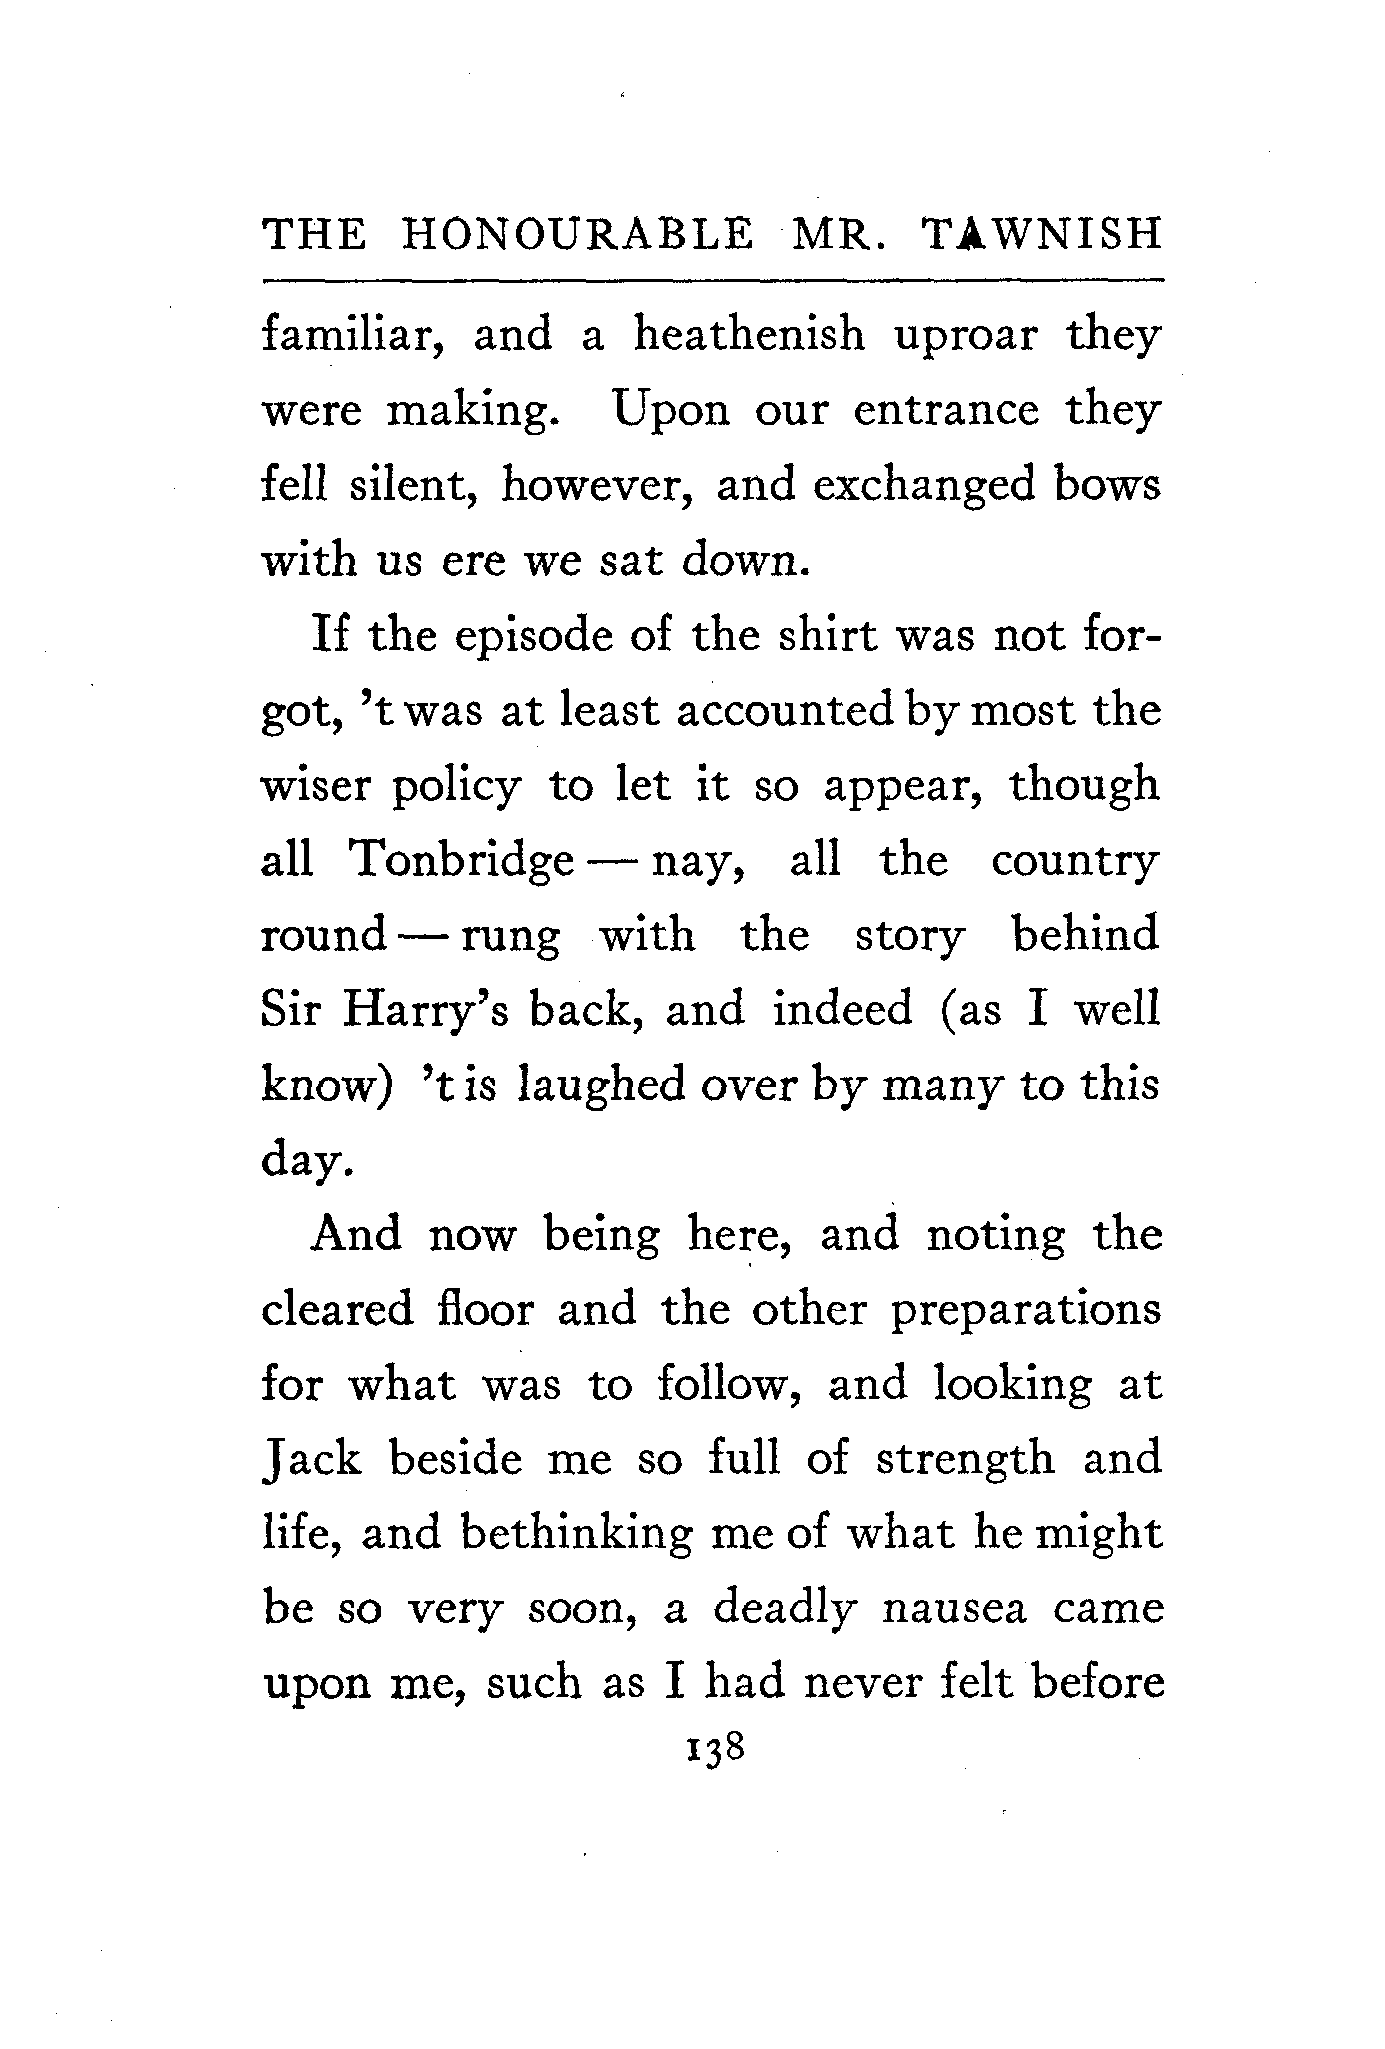 THE HONOURABLE MR. TAWNISH
familiar, and a heathenish uproar they
were making. Upon our entrance they
fell silent, however, and exchanged bows
with us ere we sat down.
If the episode of the shirt was not for-
got, 't was at least accounted by most the
wiser policy to let it so appear, though
all Tonbridge — nay, all the country
round — rung with the story behind
Sir Harry's back, and indeed (as I well
know) 't is laughed over by many to this
day.
And now being here, and noting the
cleared floor and the other preparations
for what was to follow, and looking at
Jack beside me so full of strength and
life, and bethinking me of what he might
be so very soon, a deadly nausea came
upon me, such as I had never felt before
138